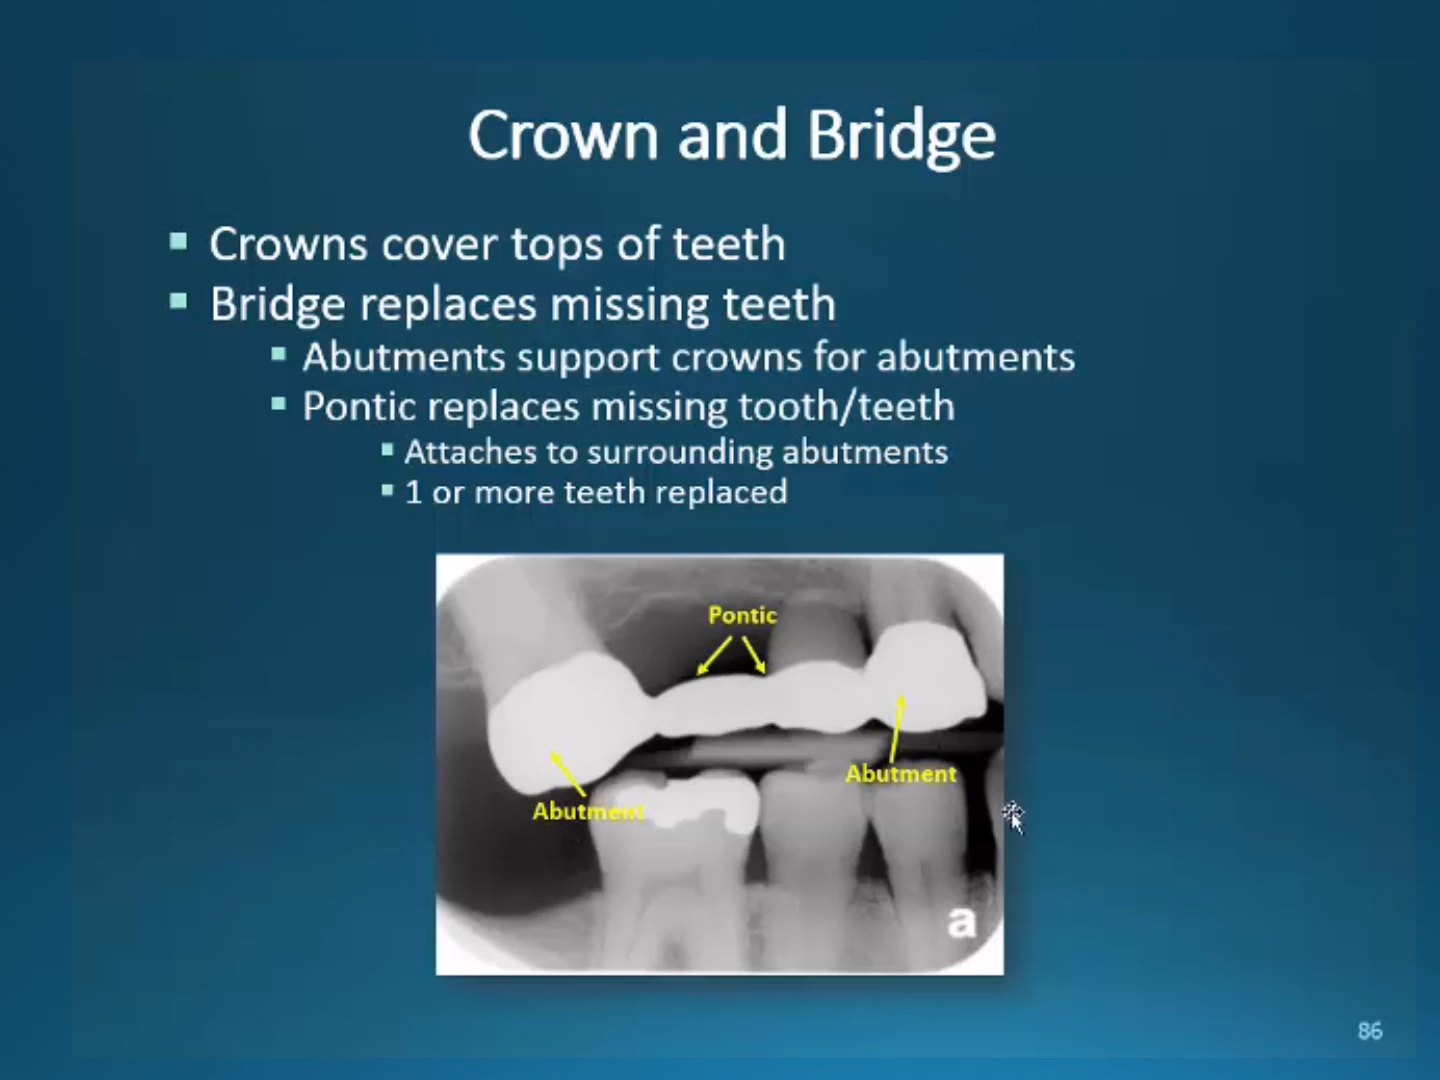 Crown and Bridge
Crowns cover tops of teeth
Bridge replaces missing teeth
Abutments support crowns for abutments
Pontic replaces missing tooth/teeth
Attaches to surrounding abutments
1 or more teeth replaced
Pontic
Abutment
Abutment
a
86